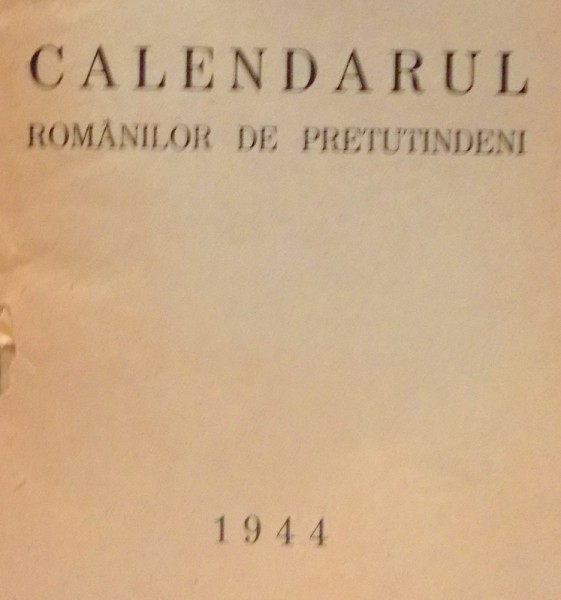 CALENDARUL
ROMÂNILOR DE PRETUTINDENI
1944